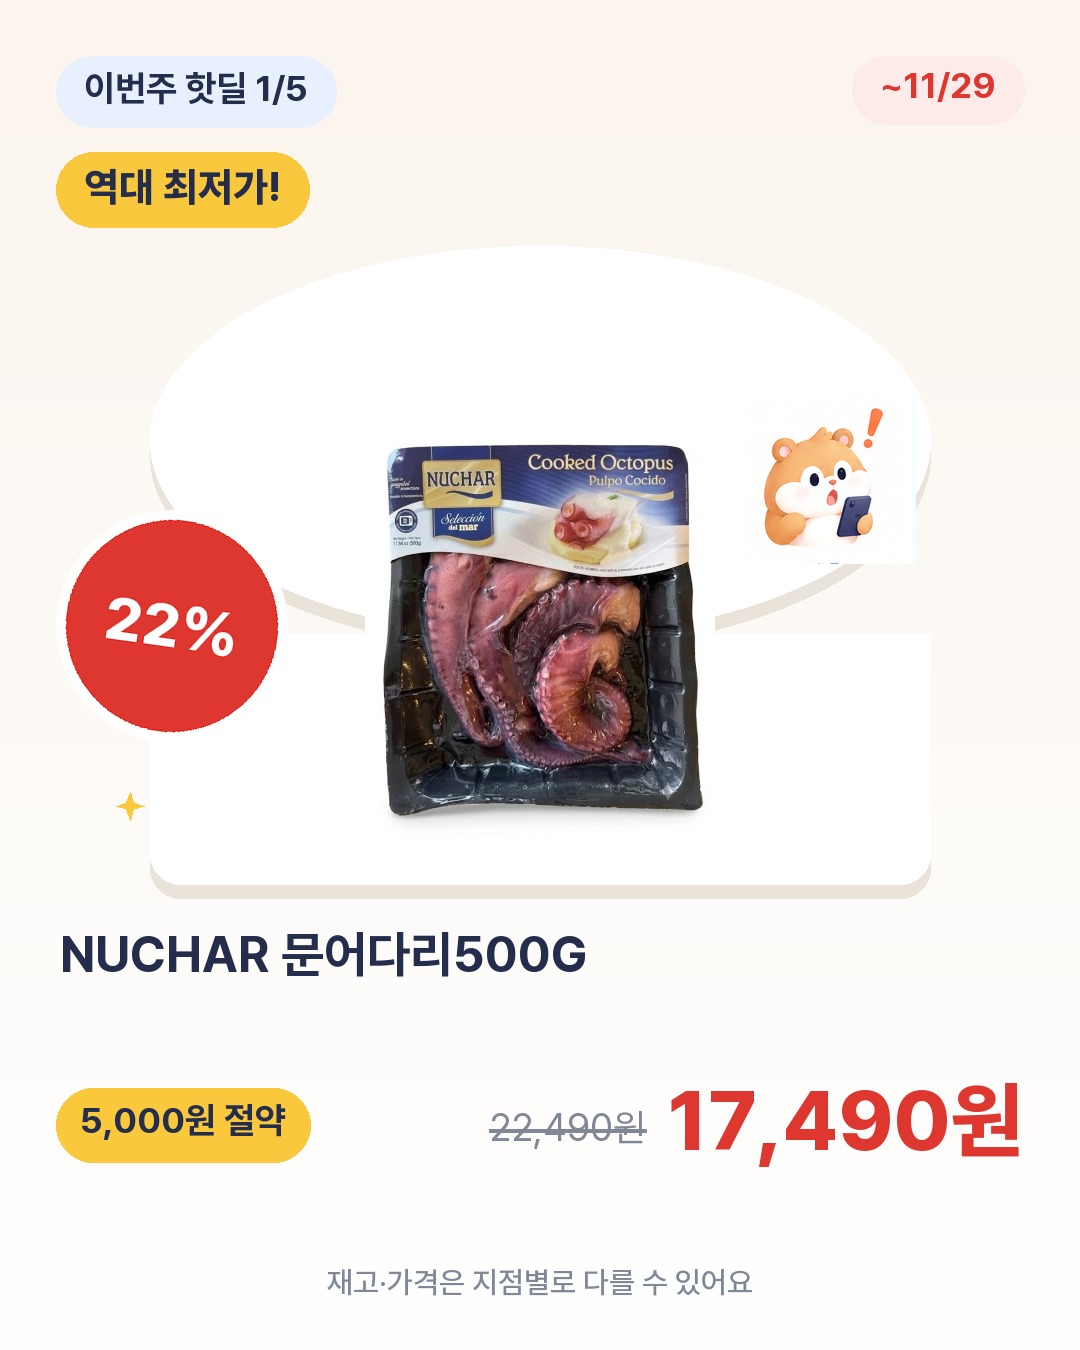 이번주 핫딜 1/5
~11/29
역대 최저가!
NUCHAR
Selección
del mar
Cooked Octopus
Pulpo Cocido
22%
NUCHAR 문어다리500G
5,000원 절약
22,490원
17,490원
재고·가격은 지점별로 다를 수 있어요